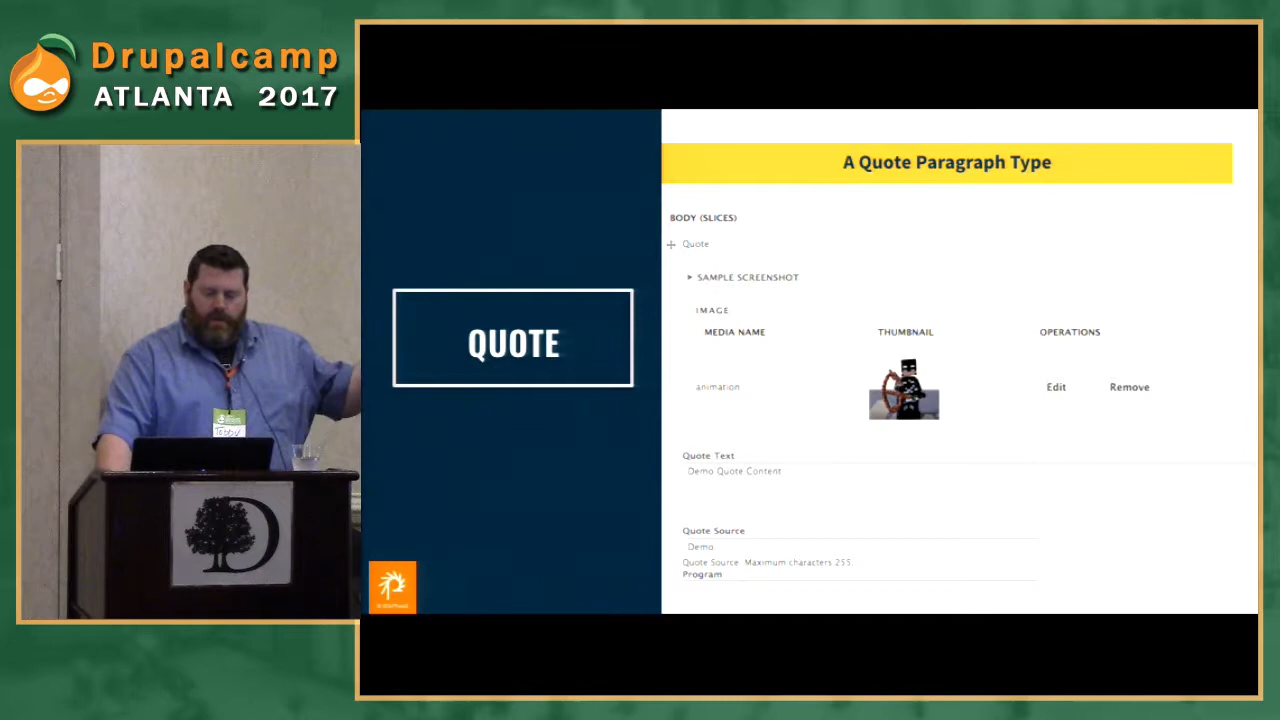 Drupalcamp
ATLANTA 2017
QUOTE
A Quote Paragraph Type
BODY (SLICES)
Quote
SAMPLE SCREENSHOT
IMAGE
MEDIA NAME THUMBNAIL OPERATIONS
animation Edit Remove
Quote Text
Demo Quote Content
Quote Source
Demo
Quote Source Maximum characters 255.
Program
D